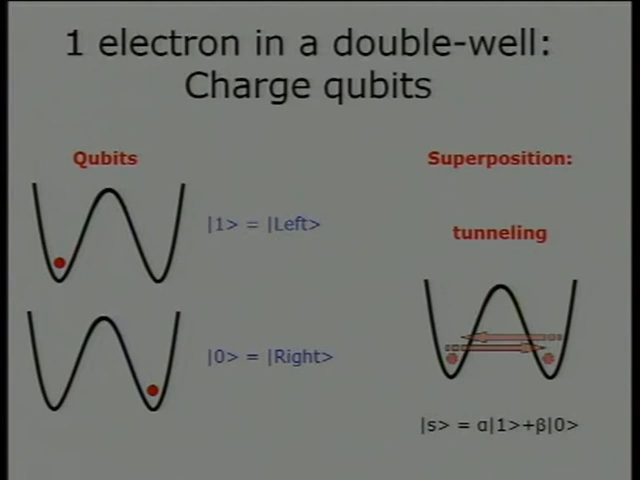 1 electron in a double-well:
Charge qubits
Qubits
|1> = |Left>
|0> = |Right>
Superposition:
tunneling
|s> = α|1>+β|0>